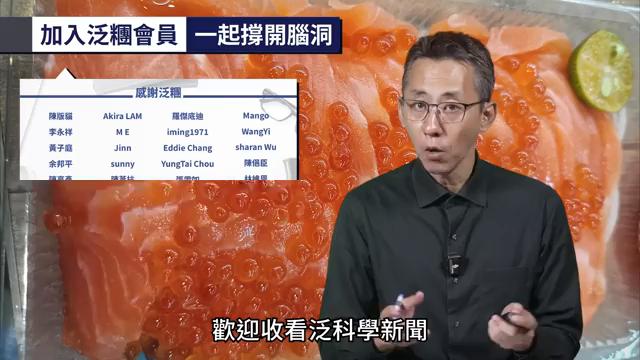 加入泛糰會員 一起撐開腦洞
感謝泛糰
陳版貓 Akira LAM 羅傑底迪 Mango
李永祥 M E iming1971 WangYi
黃子庭 Jinn Eddie Chang sharan Wu
余邦平 sunny YungTai Chou 陳倍臣
歡迎收看泛科學新聞